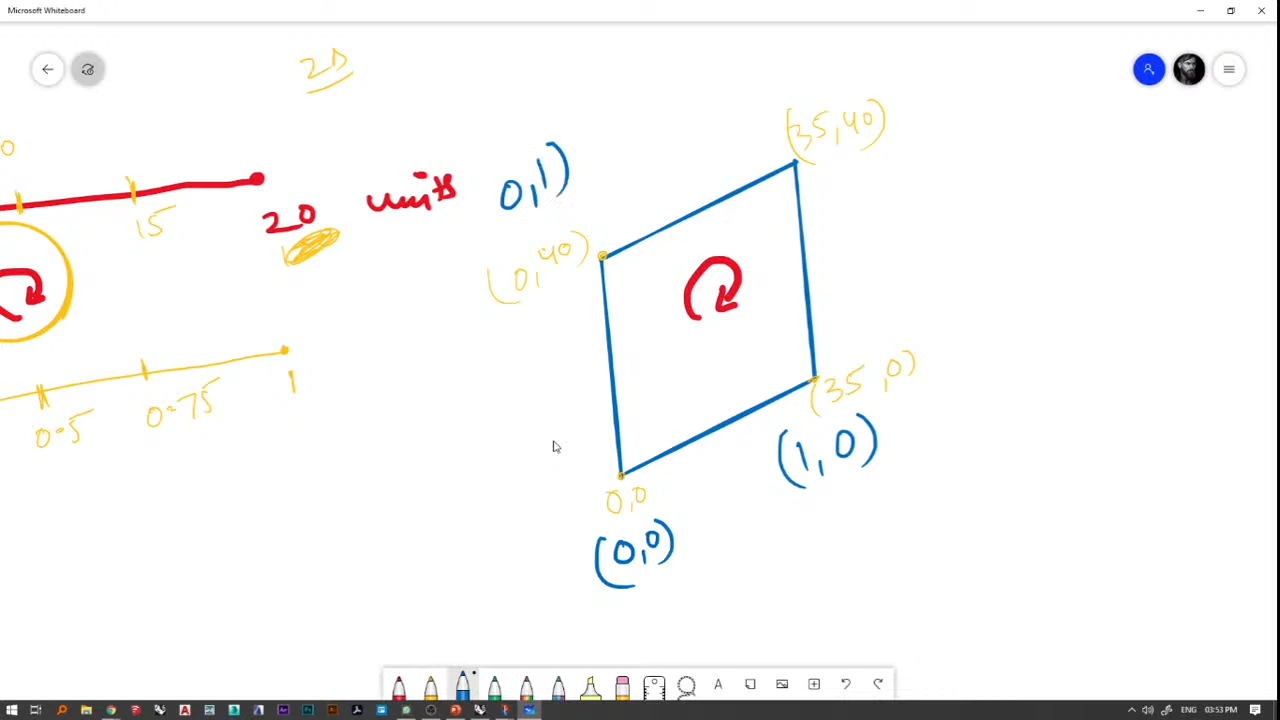 Microsoft Whiteboard
2D
0
(35,40)
0,1)
20 units
15
(0,40)
(35,0)
1
0.75
0.5
(1,0)
0,0
(0,0)
A
ENG
03:53 PM